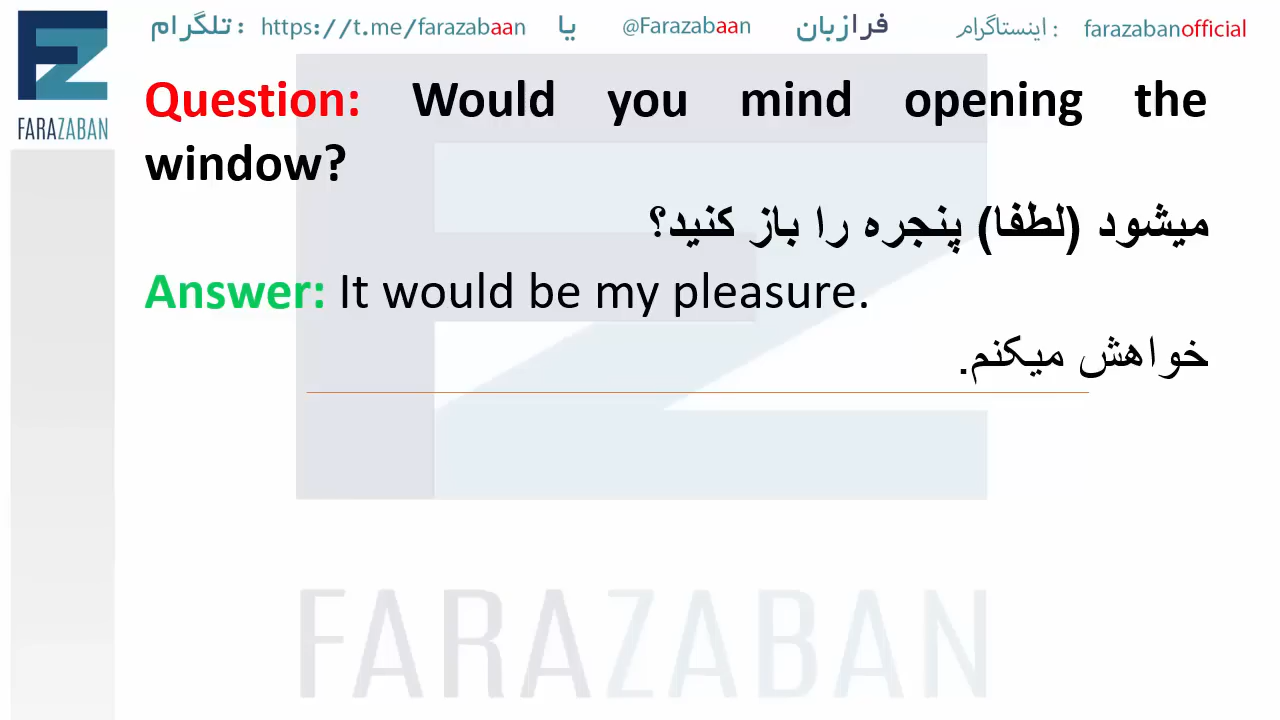 تلگرام : https://t.me/farazabaan یا @Farazabaan فرازبان اینستاگرام : farazabanofficial
FARAZABAN
Question: Would you mind opening the
window?
میشود (لطفا) پنجره را باز کنید؟
Answer: It would be my pleasure.
خواهش میکنم.
FARAZABAN